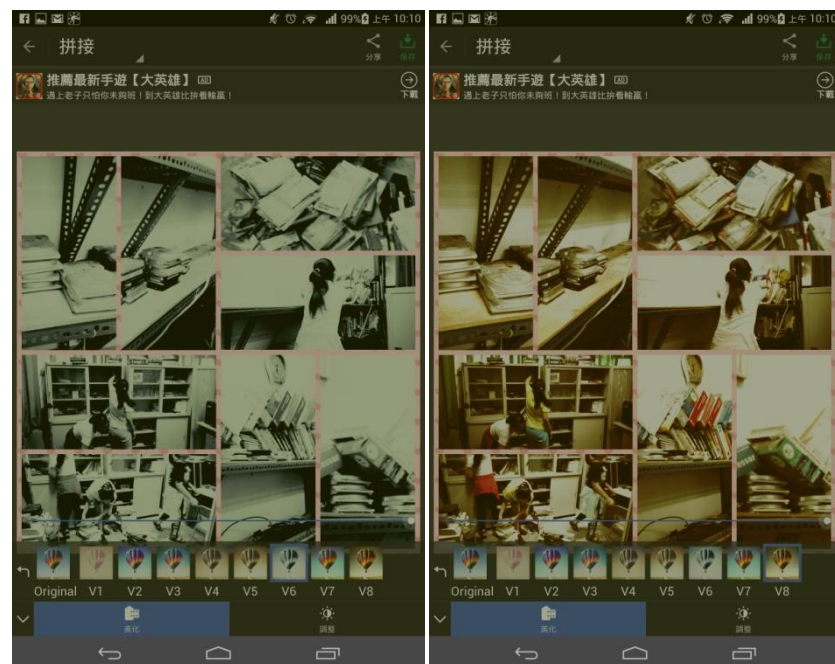 99% 上午 10:10
拼接
分享 保存
推薦最新手遊【大英雄】 AD
遇上老子只怕你未夠班！到大英雄比拚看輸贏！
下載
Original V1 V2 V3 V4 V5 V6 V7 V8
美化 調整
99% 上午 10:10
拼接
分享 保存
推薦最新手遊【大英雄】 AD
遇上老子只怕你未夠班！到大英雄比拚看輸贏！
下載
Original V1 V2 V3 V4 V5 V6 V7 V8
美化 調整